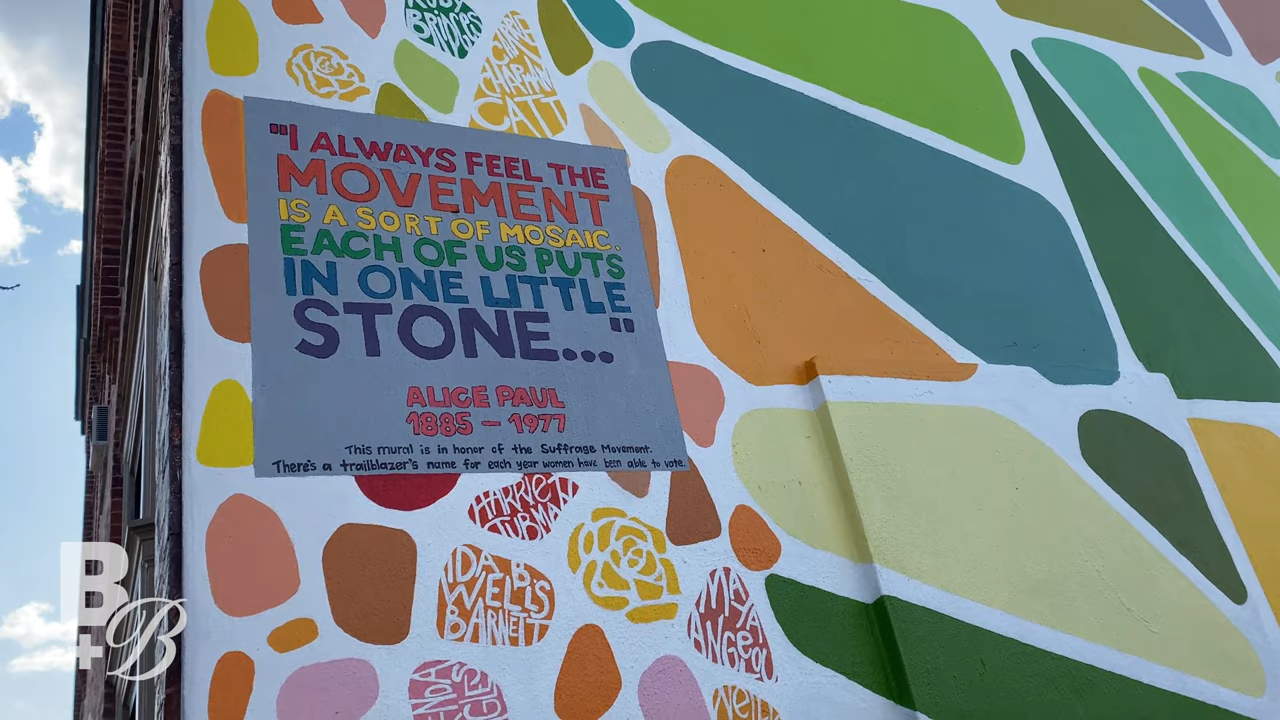 RUBY
BRIDGES
CARRIE
CHAPMAN
CATT
"I ALWAYS FEEL THE
MOVEMENT
IS A SORT OF MOSAIC.
EACH OF US PUTS
IN ONE LITTLE
STONE..."
ALICE PAUL
1885 – 1977
This mural is in honor of the Suffrage Movement.
There's a trailblazer's name for each year women have been able to vote.
HARRIET
TUBMAN
IDA B.
WELLS
BARNETT
MAYA
ANGELOU
B
+B